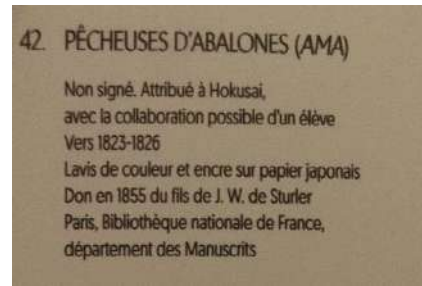 42. PÊCHEUSES D'ABALONES (AMA)
Non signé. Attribué à Hokusai,
avec la collaboration possible d'un élève
Vers 1823-1826
Lavis de couleur et encre sur papier japonais
Don en 1855 du fils de J. W. de Sturler
Paris, Bibliothèque nationale de France,
département des Manuscrits